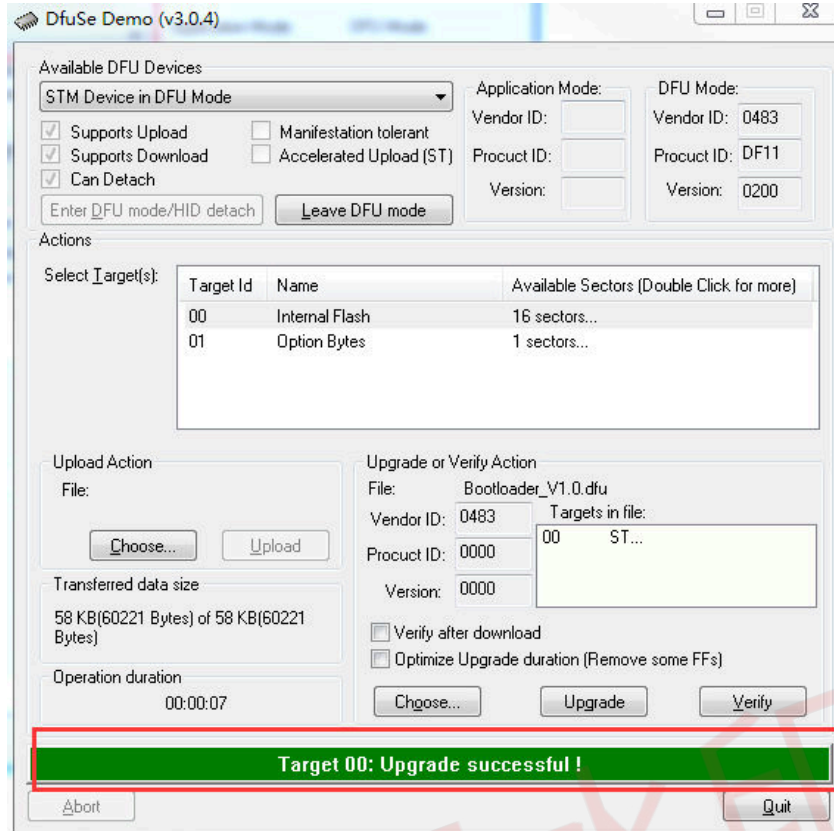 DfuSe Demo (v3.0.4)
Available DFU Devices
STM Device in DFU Mode
Supports Upload
Manifestation tolerant
Supports Download
Accelerated Upload (ST)
Can Detach
Enter DFU mode/HID detach
Leave DFU mode
Application Mode:
Vendor ID:
Procuct ID:
Version:
DFU Mode:
Vendor ID: 0483
Procuct ID: DF11
Version: 0200
Actions
Select Target(s):
Target Id Name Available Sectors (Double Click for more)
00 Internal Flash 16 sectors...
01 Option Bytes 1 sectors...
Upload Action
File:
Choose... Upload
Transferred data size
58 KB(60221 Bytes) of 58 KB(60221
Bytes)
Operation duration
00:00:07
Upgrade or Verify Action
File: Bootloader_V1.0.dfu
Vendor ID: 0483
Procuct ID: 0000
Version: 0000
Targets in file:
00 ST...
Verify after download
Optimize Upgrade duration (Remove some FFs)
Choose... Upgrade Verify
Target 00: Upgrade successful !
Abort Quit